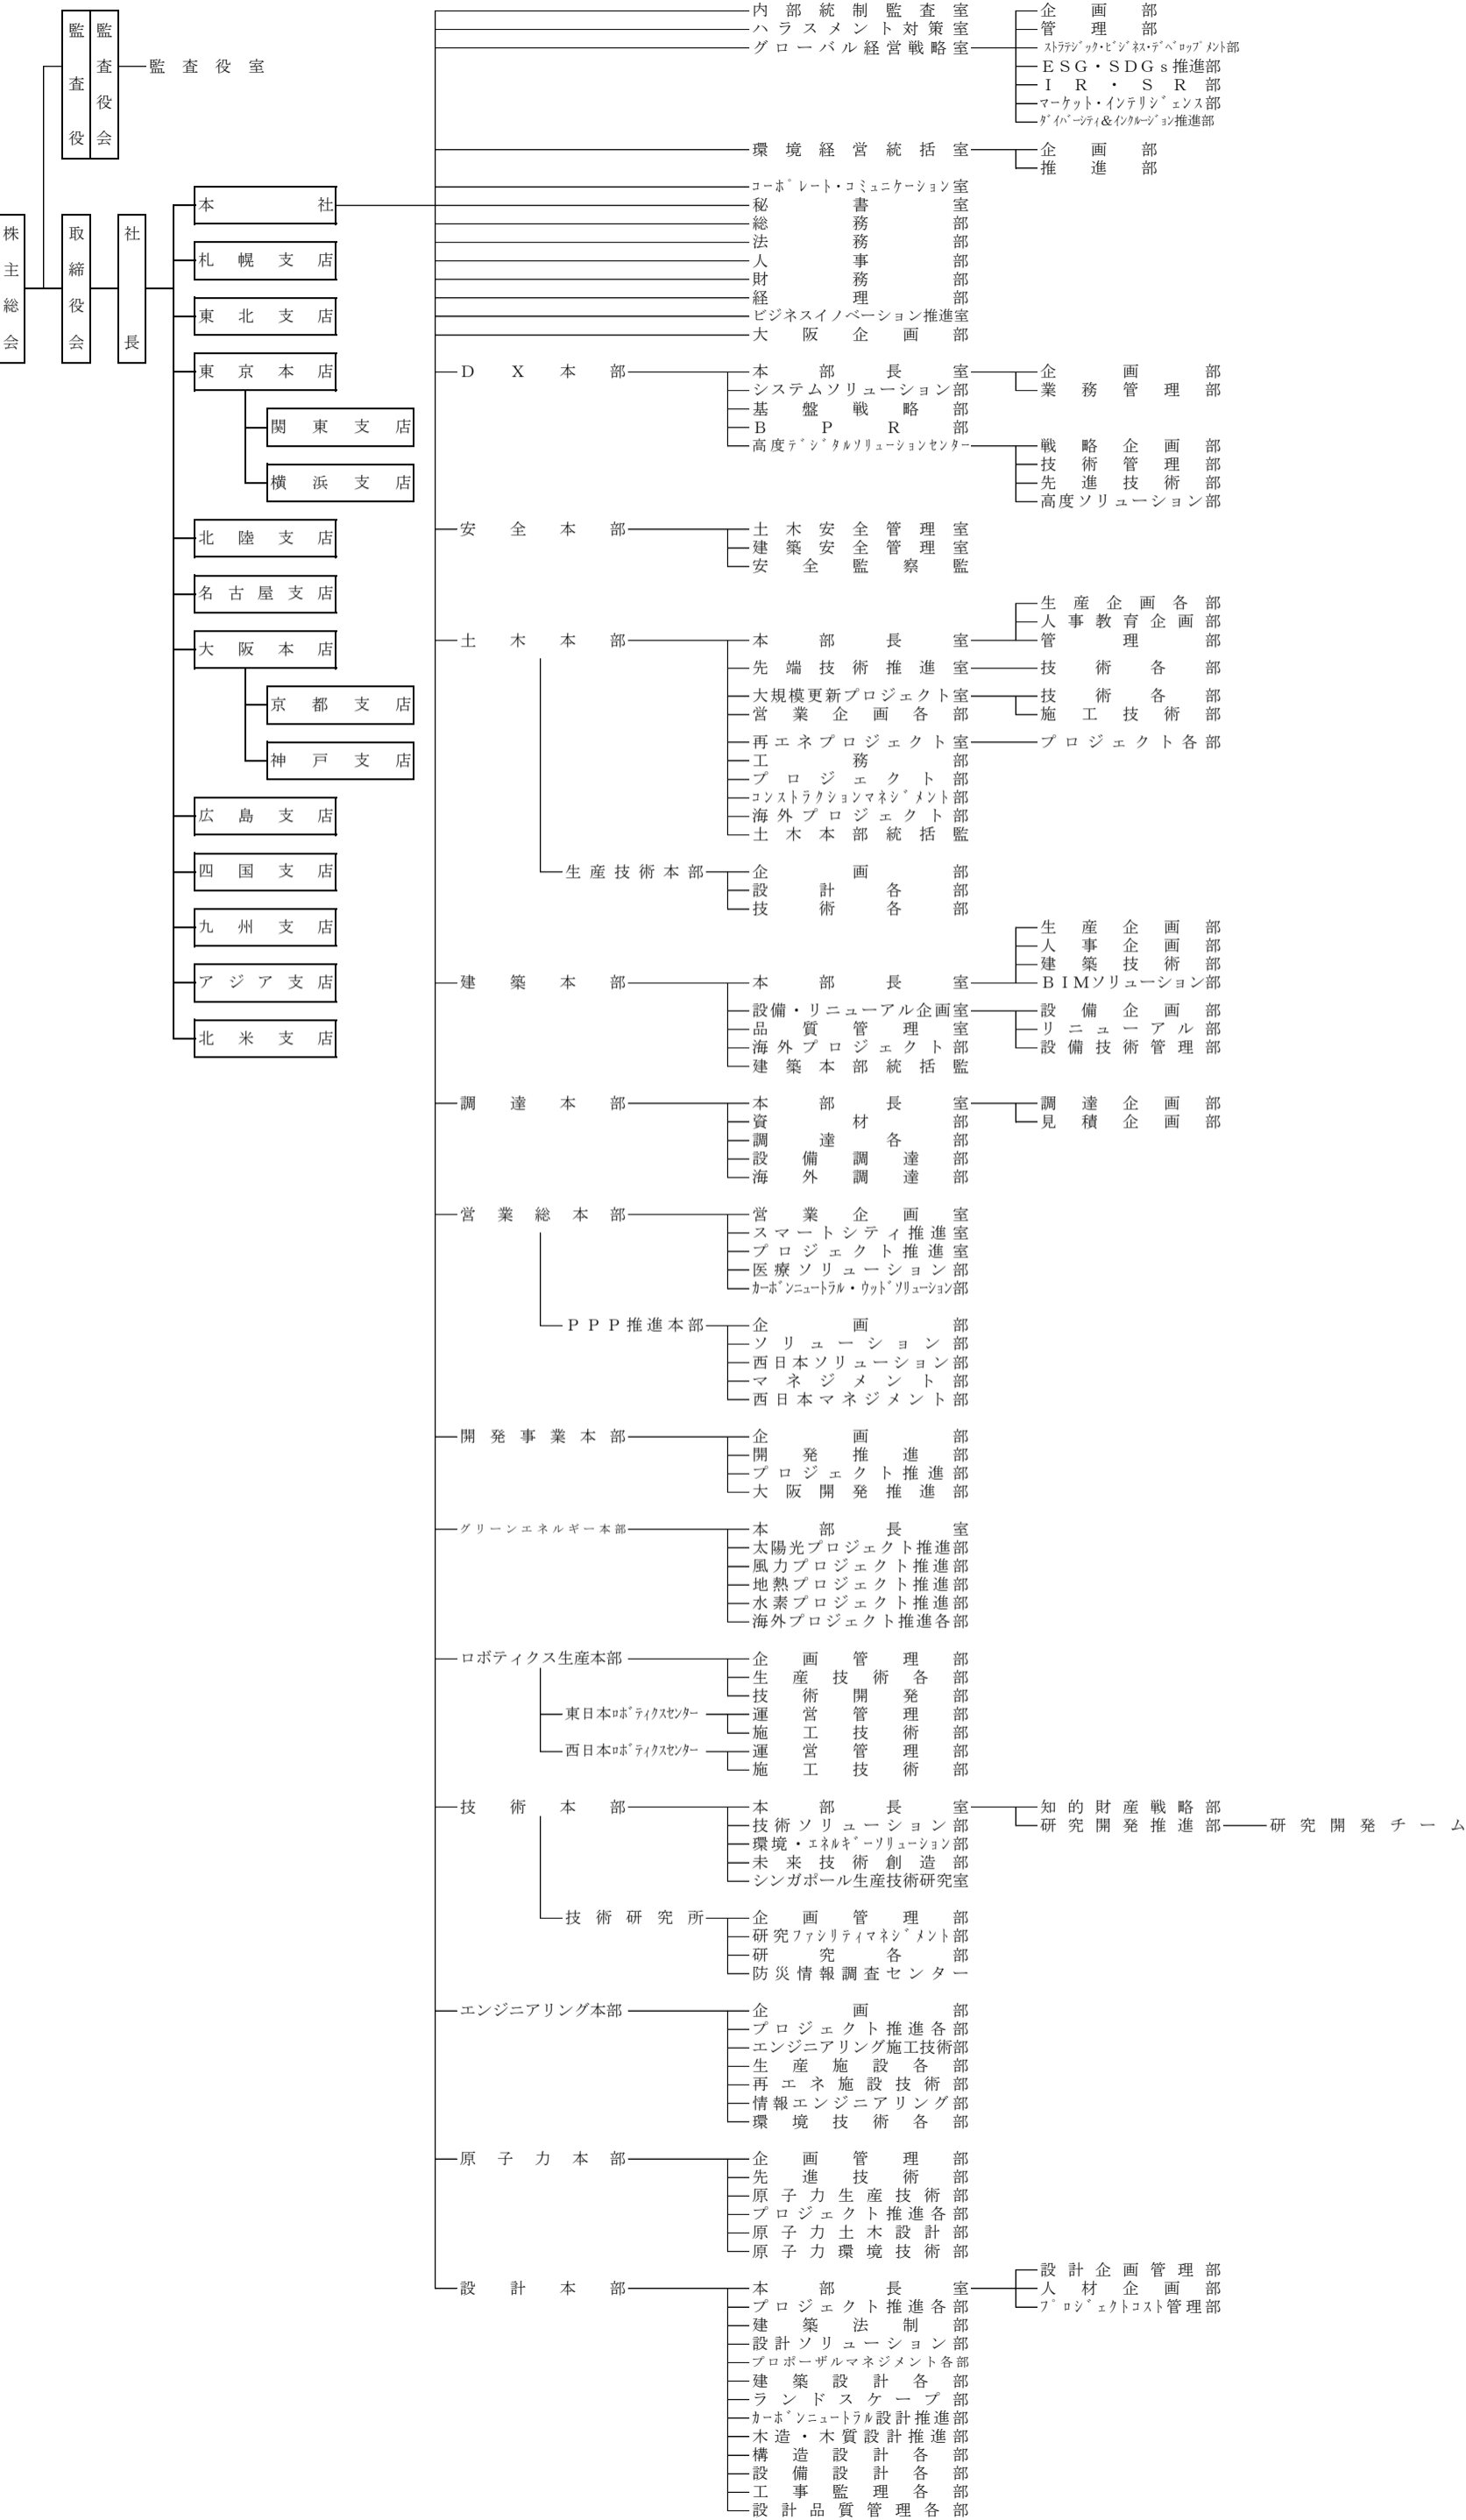 監査役
監査役会
監査役室
株主総会
取締役会
社長
本社
札幌支店
東北支店
東京本店
関東支店
横浜支店
北陸支店
名古屋支店
大阪本店
京都支店
神戸支店
広島支店
四国支店
九州支店
アジア支店
北米支店
内部統制監査室
ハラスメント対策室
グローバル経営戦略室
企画部
管理部
ストラテジック・ビジネス・デベロップメント部
ESG・SDGs推進部
IR・SR部
マーケット・インテリジェンス部
ダイバーシティ&インクルージョン推進部
環境経営統括室
企画部
推進部
コーポレート・コミュニケーション室
秘書室
総務部
法務部
人事部
財務部
経理部
ビジネスイノベーション推進室
大阪企画部
DX本部
本部長室
企画部
業務管理部
システムソリューション部
基盤戦略部
BPR部
高度デジタルソリューションセンター
戦略企画部
技術管理部
先進技術部
高度ソリューション部
安全本部
土木安全管理室
建築安全管理室
安全監察監
土木本部
本部長室
生産企画各部
人事教育企画部
管理部
先端技術推進室
技術各部
大規模更新プロジェクト室
技術各部
施工技術部
営業企画各部
再エネプロジェクト室
プロジェクト各部
工務部
プロジェクト部
コンストラクションマネジメント部
海外プロジェクト部
土木本部統括監
生産技術本部
企画部
設計各部
技術各部
建築本部
本部長室
生産企画部
人事企画部
建築技術部
BIMソリューション部
設備・リニューアル企画室
設備企画部
リニューアル部
設備技術管理部
品質管理室
海外プロジェクト部
建築本部統括監
調達本部
本部長室
調達企画部
見積企画部
資材部
調達各部
設備調達部
海外調達部
営業総本部
営業企画室
スマートシティ推進室
プロジェクト推進室
医療ソリューション部
カーボンニュートラル・ウッドソリューション部
PPP推進本部
企画部
ソリューション部
西日本ソリューション部
マネジメント部
西日本マネジメント部
開発事業本部
企画部
開発推進部
プロジェクト推進部
大阪開発推進部
グリーンエネルギー本部
本部長室
太陽光プロジェクト推進部
風力プロジェクト推進部
地熱プロジェクト推進部
水素プロジェクト推進部
海外プロジェクト推進各部
ロボティクス生産本部
企画管理部
生産技術各部
技術開発部
東日本ロボティクスセンター
運営管理部
施工技術部
西日本ロボティクスセンター
運営管理部
施工技術部
技術本部
本部長室
知的財産戦略部
研究開発推進部
研究開発チーム
技術ソリューション部
環境・エネルギーソリューション部
未来技術創造部
シンガポール生産技術研究室
技術研究所
企画管理部
研究ファシリティマネジメント部
研究各部
防災情報調査センター
エンジニアリング本部
企画部
プロジェクト推進各部
エンジニアリング施工技術部
生産施設各部
再エネ施設技術部
情報エンジニアリング部
環境技術各部
原子力本部
企画管理部
先進技術部
原子力生産技術部
プロジェクト推進各部
原子力土木設計部
原子力環境技術部
設計本部
本部長室
設計企画管理部
人材企画部
プロジェクトコスト管理部
プロジェクト推進各部
建築法制部
設計ソリューション部
プロポーザルマネジメント各部
建築設計各部
ランドスケープ部
カーボンニュートラル設計推進部
木造・木質設計推進部
構造設計各部
設備設計各部
工事監理各部
設計品質管理各部